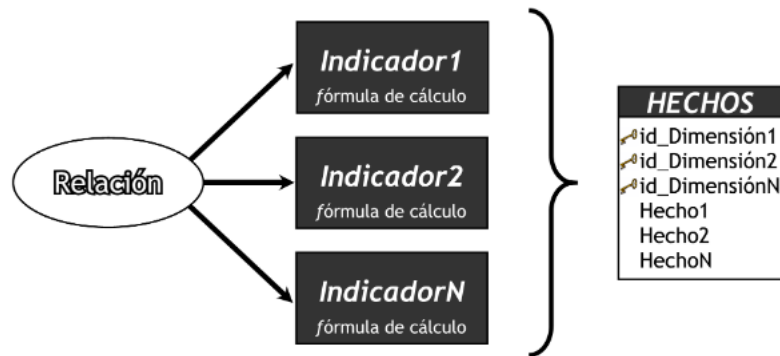 Relación
Indicador1
fórmula de cálculo
Indicador2
fórmula de cálculo
IndicadorN
fórmula de cálculo
HECHOS
id_Dimensión1
id_Dimensión2
id_DimensiónN
Hecho1
Hecho2
HechoN